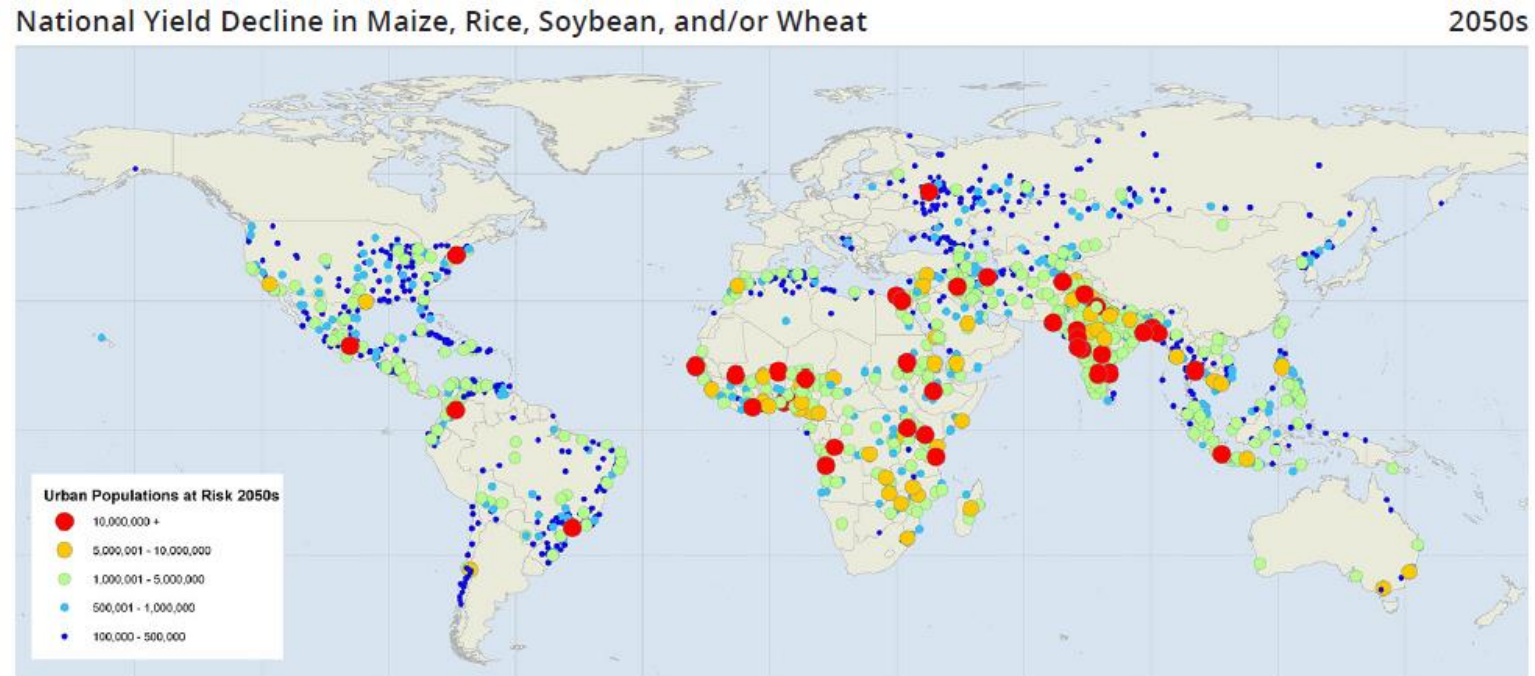 National Yield Decline in Maize, Rice, Soybean, and/or Wheat
2050s
Urban Populations at Risk 2050s
10,000,000 +
5,000,001 - 10,000,000
1,000,001 - 5,000,000
500,001 - 1,000,000
100,000 - 500,000